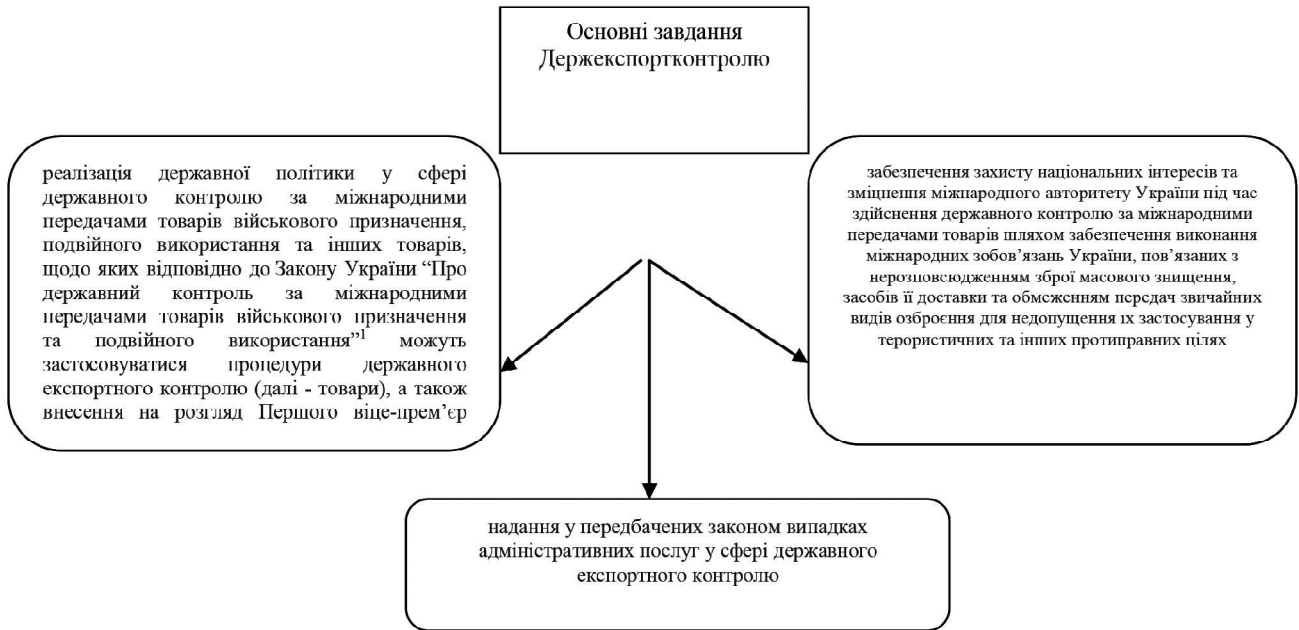 Основні завдання
Держекспортконтролю
реалізація державної політики у сфері
державного контролю за міжнародними
передачами товарів військового призначення,
подвійного використання та інших товарів,
щодо яких відповідно до Закону України “Про
державний контроль за міжнародними
передачами товарів військового призначення
та подвійного використання”¹ можуть
застосовуватися процедури державного
експортного контролю (далі - товари), а також
внесення на розгляд Першого віце-прем’єр
забезпечення захисту національних інтересів та
зміцнення міжнародного авторитету України під час
здійснення державного контролю за міжнародними
передачами товарів шляхом забезпечення виконання
міжнародних зобов’язань України, пов’язаних з
нерозповсюдженням зброї масового знищення,
засобів її доставки та обмеженням передач звичайних
видів озброєння для недопущення їх застосування у
терористичних та інших протиправних цілях
надання у передбачених законом випадках
адміністративних послуг у сфері державного
експортного контролю